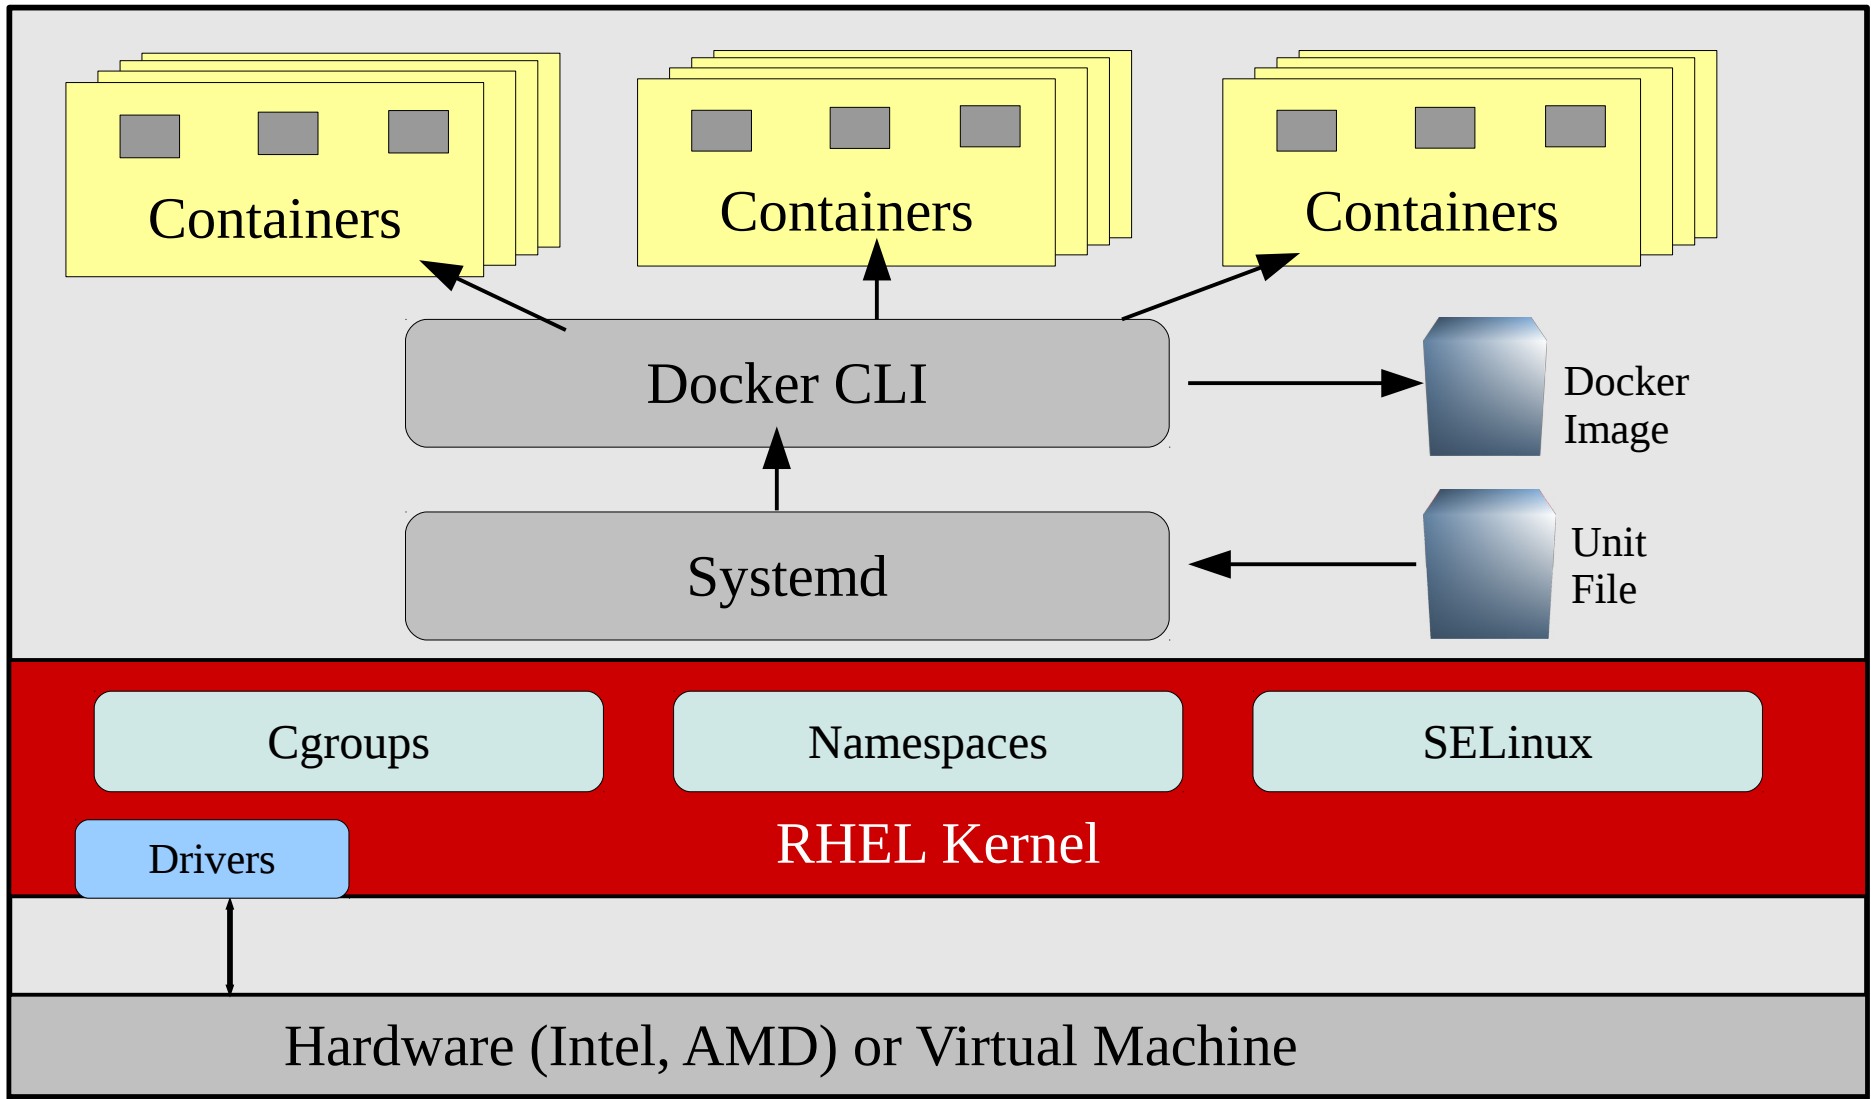 Containers
Containers
Containers
Docker CLI
Docker
Image
Systemd
Unit
File
Cgroups
Namespaces
SELinux
RHEL Kernel
Drivers
Hardware (Intel, AMD) or Virtual Machine